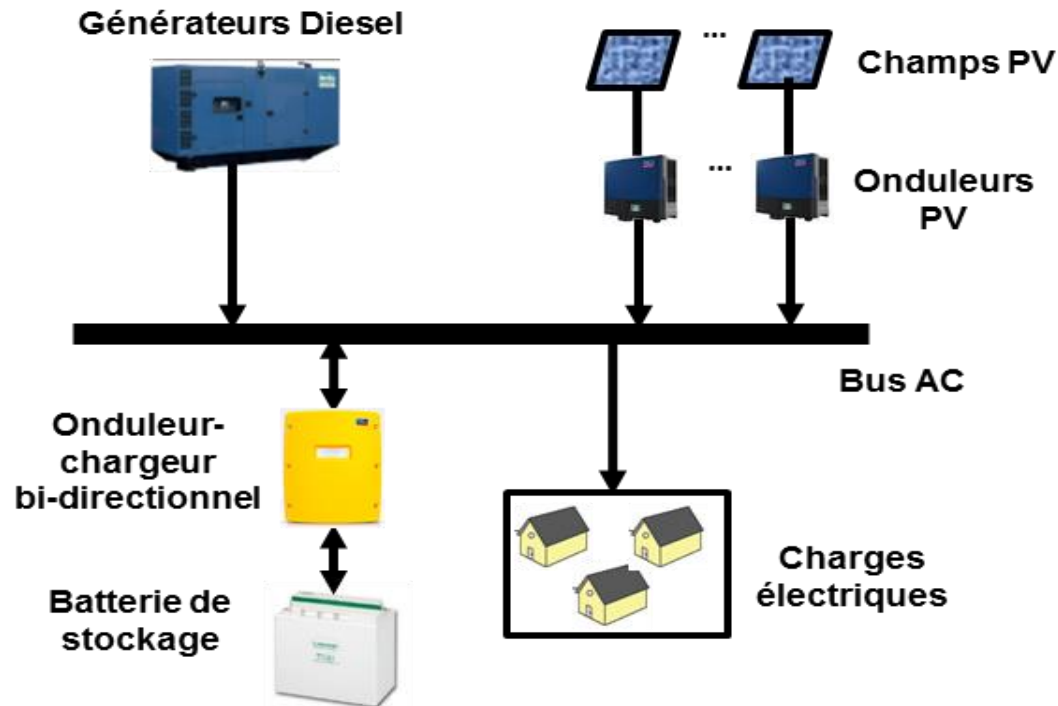 Générateurs Diesel
...
Champs PV
...
Onduleurs
PV
Bus AC
Onduleur-
chargeur
bi-directionnel
Batterie de
stockage
Charges
électriques